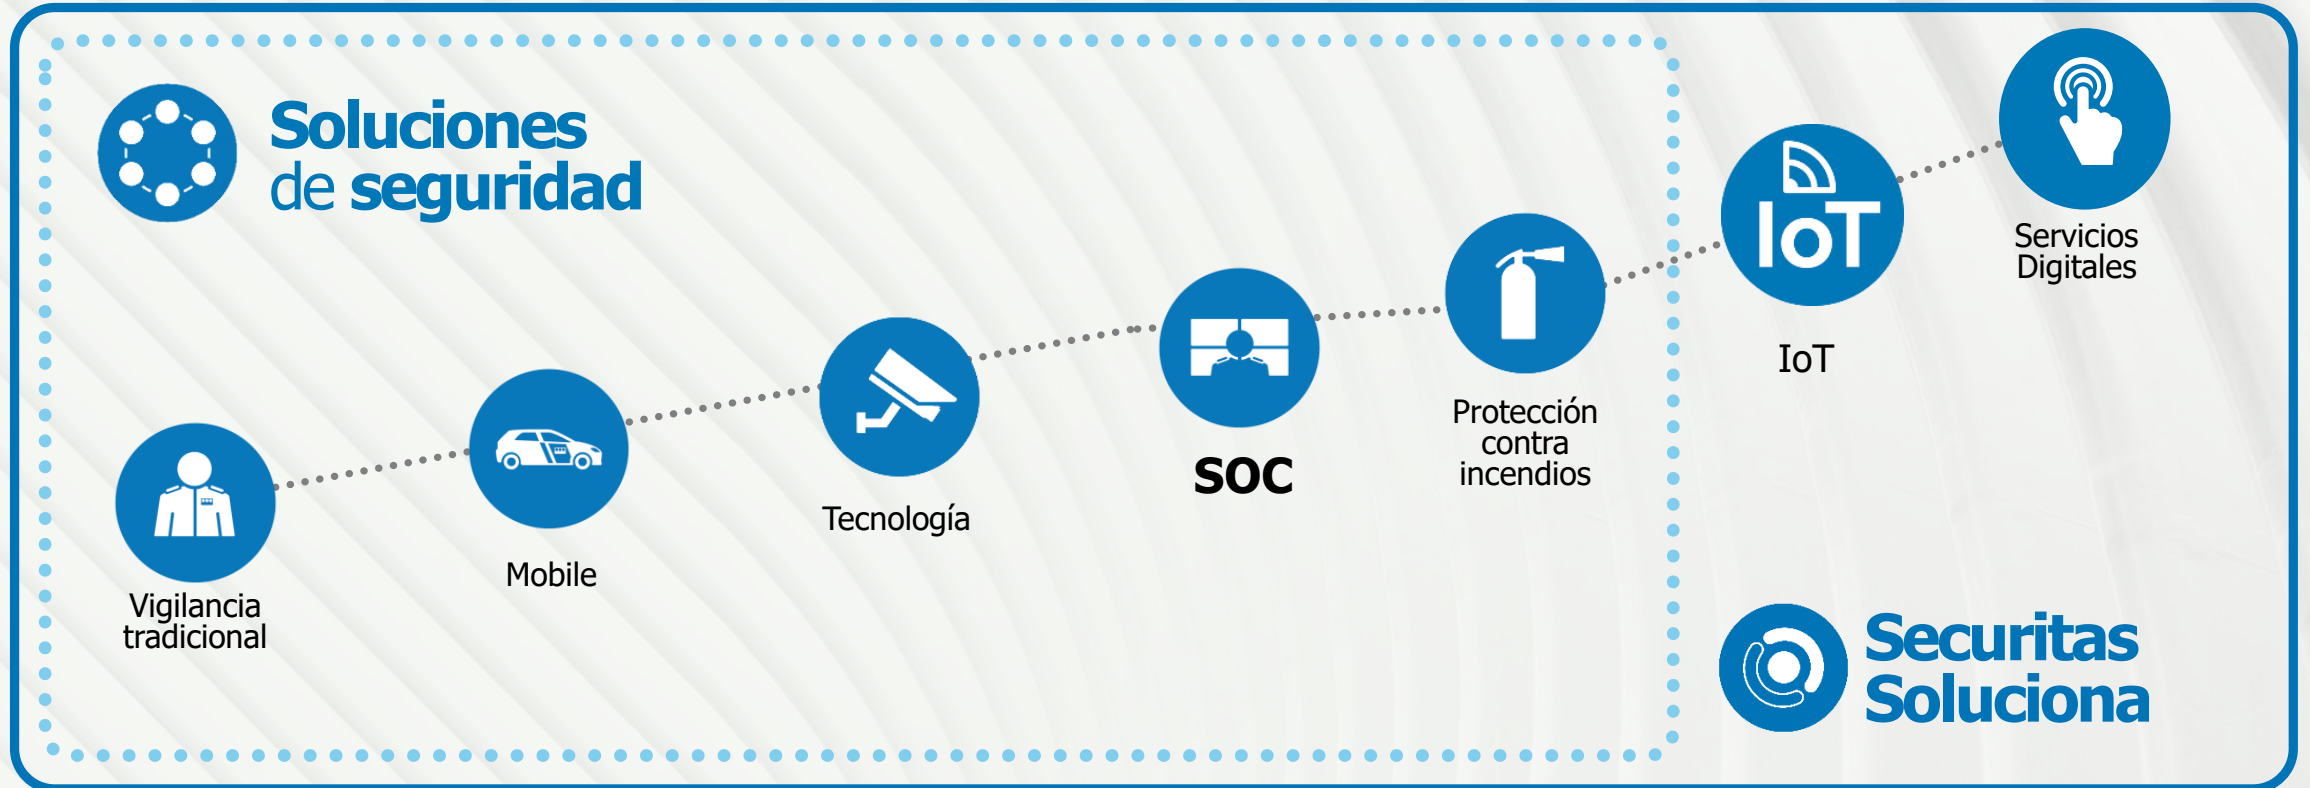 Soluciones
de seguridad
Vigilancia
tradicional
Mobile
Tecnología
SOC
Protección
contra
incendios
IoT
IoT
Servicios
Digitales
Securitas
Soluciona